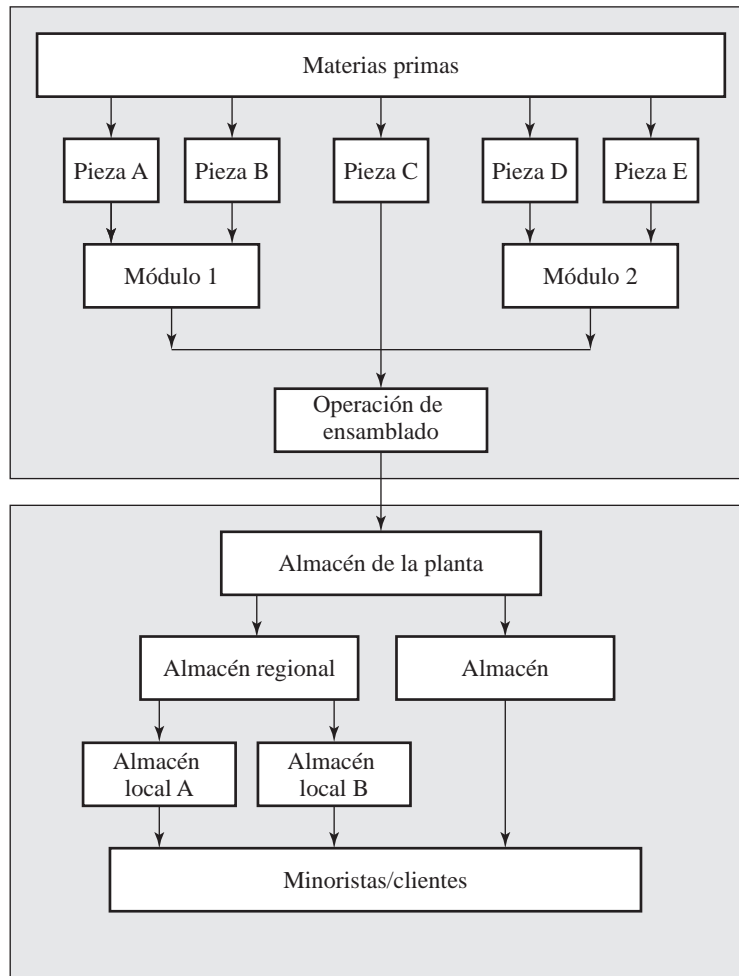 Materias primas
Pieza A
Pieza B
Pieza C
Pieza D
Pieza E
Módulo 1
Módulo 2
Operación de
ensamblado
Almacén de la planta
Almacén regional
Almacén
Almacén
local A
Almacén
local B
Minoristas/clientes